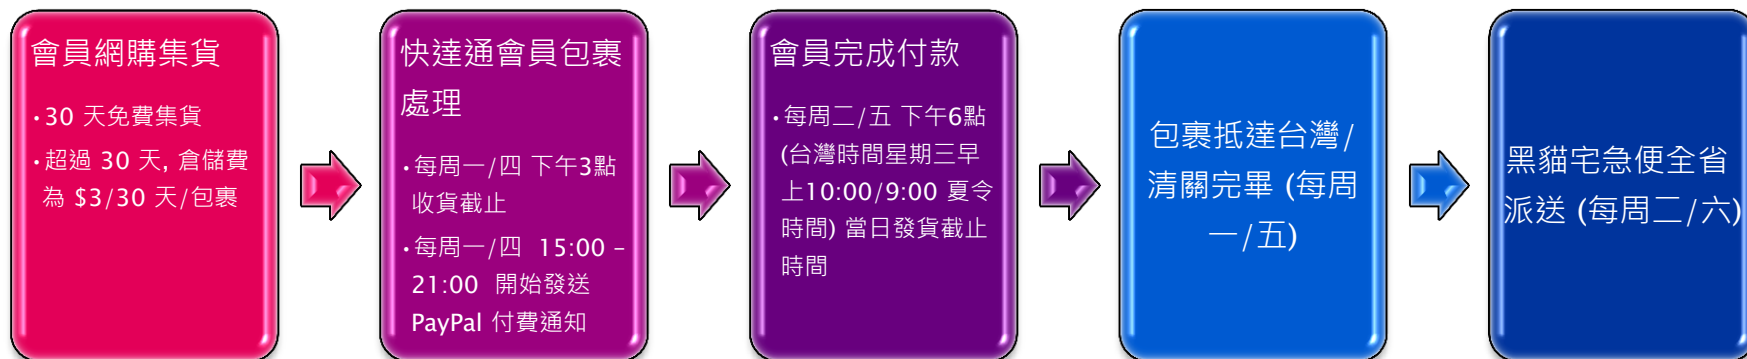 會員網購集貨
•30 天免費集貨
•超過 30 天, 倉儲費
為 $3/30 天/包裹
快達通會員包裹
處理
•每周一/四 下午3點
收貨截止
•每周一/四 15:00 –
21:00 開始發送
PayPal 付費通知
會員完成付款
•每周二/五 下午6點
(台灣時間星期三早
上10:00/9:00 夏令
時間) 當日發貨截止
時間
包裹抵達台灣/
清關完畢 (每周
一/五)
黑貓宅急便全省
派送 (每周二/六)